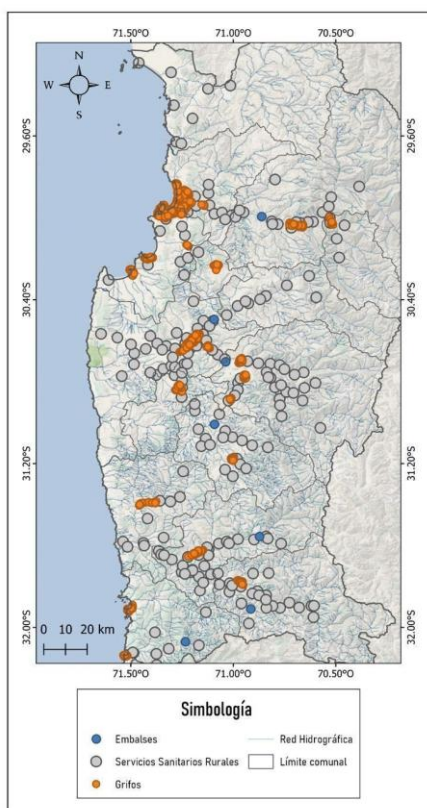 71.50°O 71.00°O 70.50°O
N
W E
S
29.60°S 29.60°S
30.40°S 30.40°S
31.20°S 31.20°S
32.00°S 32.00°S
0 10 20 km
71.50°O 71.00°O 70.50°O
Simbología
Embalses Red Hidrográfica
Servicios Sanitarios Rurales Límite comunal
Grifos